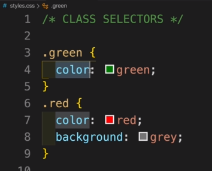 # styles.css > .green
1 /* CLASS SELECTORS */
2
3 .green {
4 color: green;
5 }
6 .red {
7 color: red;
8 background: grey;
9 }
10